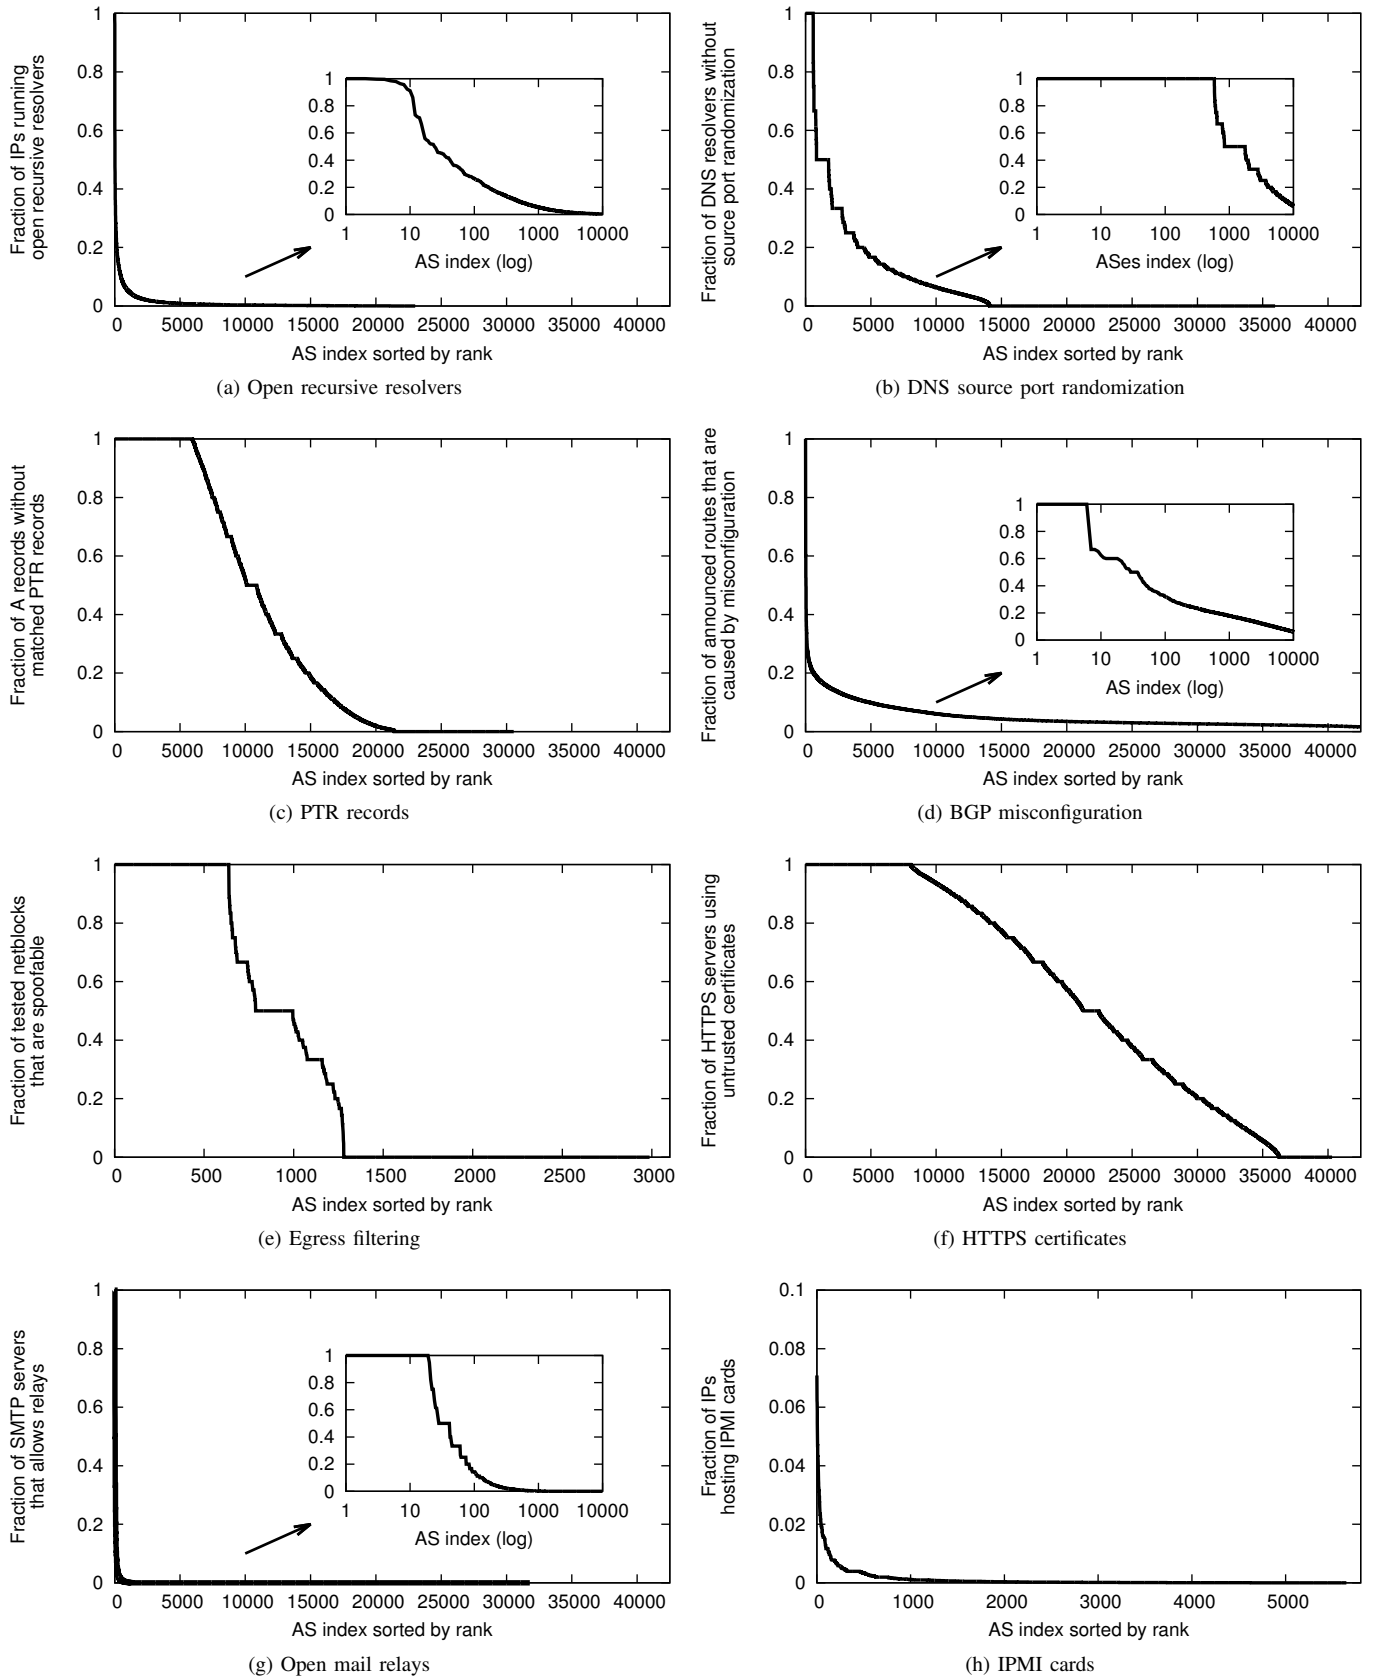 Fraction of IPs running
open recursive resolvers
1
0.8
0.6
0.4
0.2
0
0 5000 10000 15000 20000 25000 30000 35000 40000
AS index sorted by rank
1
0.8
0.6
0.4
0.2
0
1 10 100 1000 10000
AS index (log)
(a) Open recursive resolvers
Fraction of DNS resolvers without
source port randomization
1
0.8
0.6
0.4
0.2
0
0 5000 10000 15000 20000 25000 30000 35000 40000
AS index sorted by rank
1
0.8
0.6
0.4
0.2
0
1 10 100 1000 10000
ASes index (log)
(b) DNS source port randomization
Fraction of A records without
matched PTR records
1
0.8
0.6
0.4
0.2
0
0 5000 10000 15000 20000 25000 30000 35000 40000
AS index sorted by rank
(c) PTR records
Fraction of announced routes that are
caused by misconfiguration
1
0.8
0.6
0.4
0.2
0
0 5000 10000 15000 20000 25000 30000 35000 40000
AS index sorted by rank
1
0.8
0.6
0.4
0.2
0
1 10 100 1000 10000
AS index (log)
(d) BGP misconfiguration
Fraction of tested netblocks
that are spoofable
1
0.8
0.6
0.4
0.2
0
0 500 1000 1500 2000 2500 3000
AS index sorted by rank
(e) Egress filtering
Fraction of HTTPS servers using
untrusted certificates
1
0.8
0.6
0.4
0.2
0
0 5000 10000 15000 20000 25000 30000 35000 40000
AS index sorted by rank
(f) HTTPS certificates
Fraction of SMTP servers
that allows relays
1
0.8
0.6
0.4
0.2
0
0 5000 10000 15000 20000 25000 30000 35000 40000
AS index sorted by rank
1
0.8
0.6
0.4
0.2
0
1 10 100 1000 10000
AS index (log)
(g) Open mail relays
Fraction of IPs
hosting IPMI cards
0.1
0.08
0.06
0.04
0.02
0
0 1000 2000 3000 4000 5000
AS index sorted by rank
(h) IPMI cards